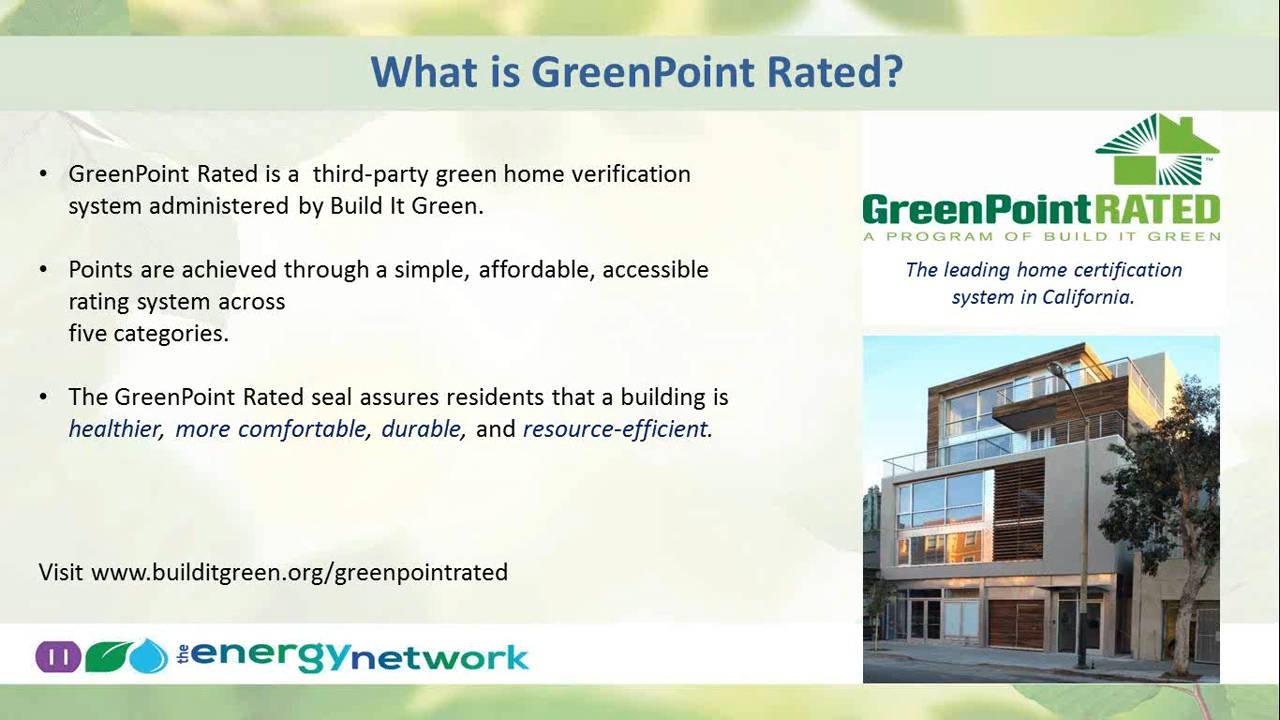 What is GreenPoint Rated?
• GreenPoint Rated is a  third-party green home verification
system administered by Build It Green.
• Points are achieved through a simple, affordable, accessible
rating system across
five categories.
• The GreenPoint Rated seal assures residents that a building is
healthier, more comfortable, durable, and resource-efficient.
Visit www.builditgreen.org/greenpointrated
GreenPointRATED
™
A PROGRAM OF BUILD IT GREEN
The leading home certification
system in California.
the energynetwork